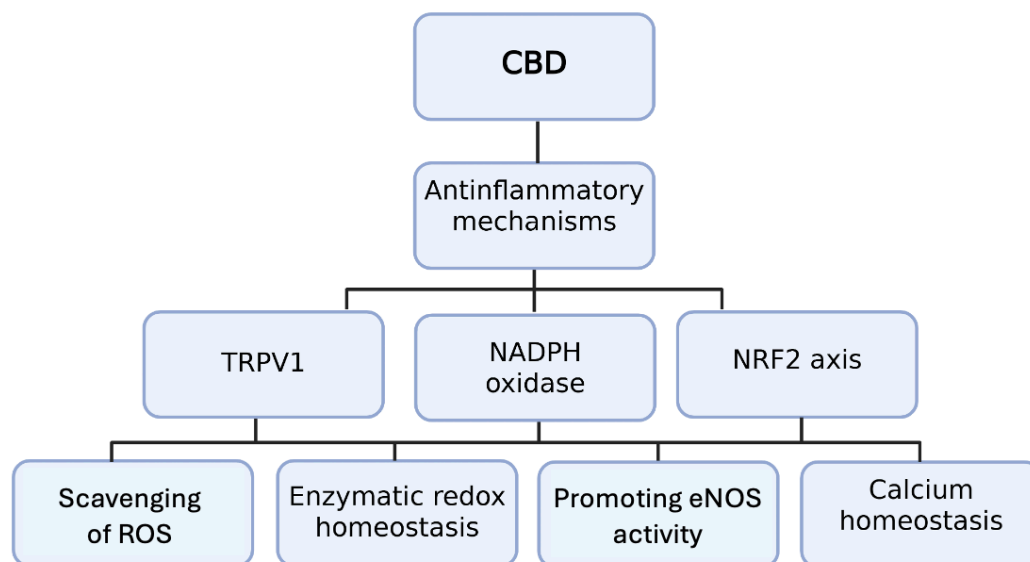 CBD
Antinflammatory
mechanisms
TRPV1
NADPH
oxidase
NRF2 axis
Scavenging
of ROS
Enzymatic redox
homeostasis
Promoting eNOS
activity
Calcium
homeostasis